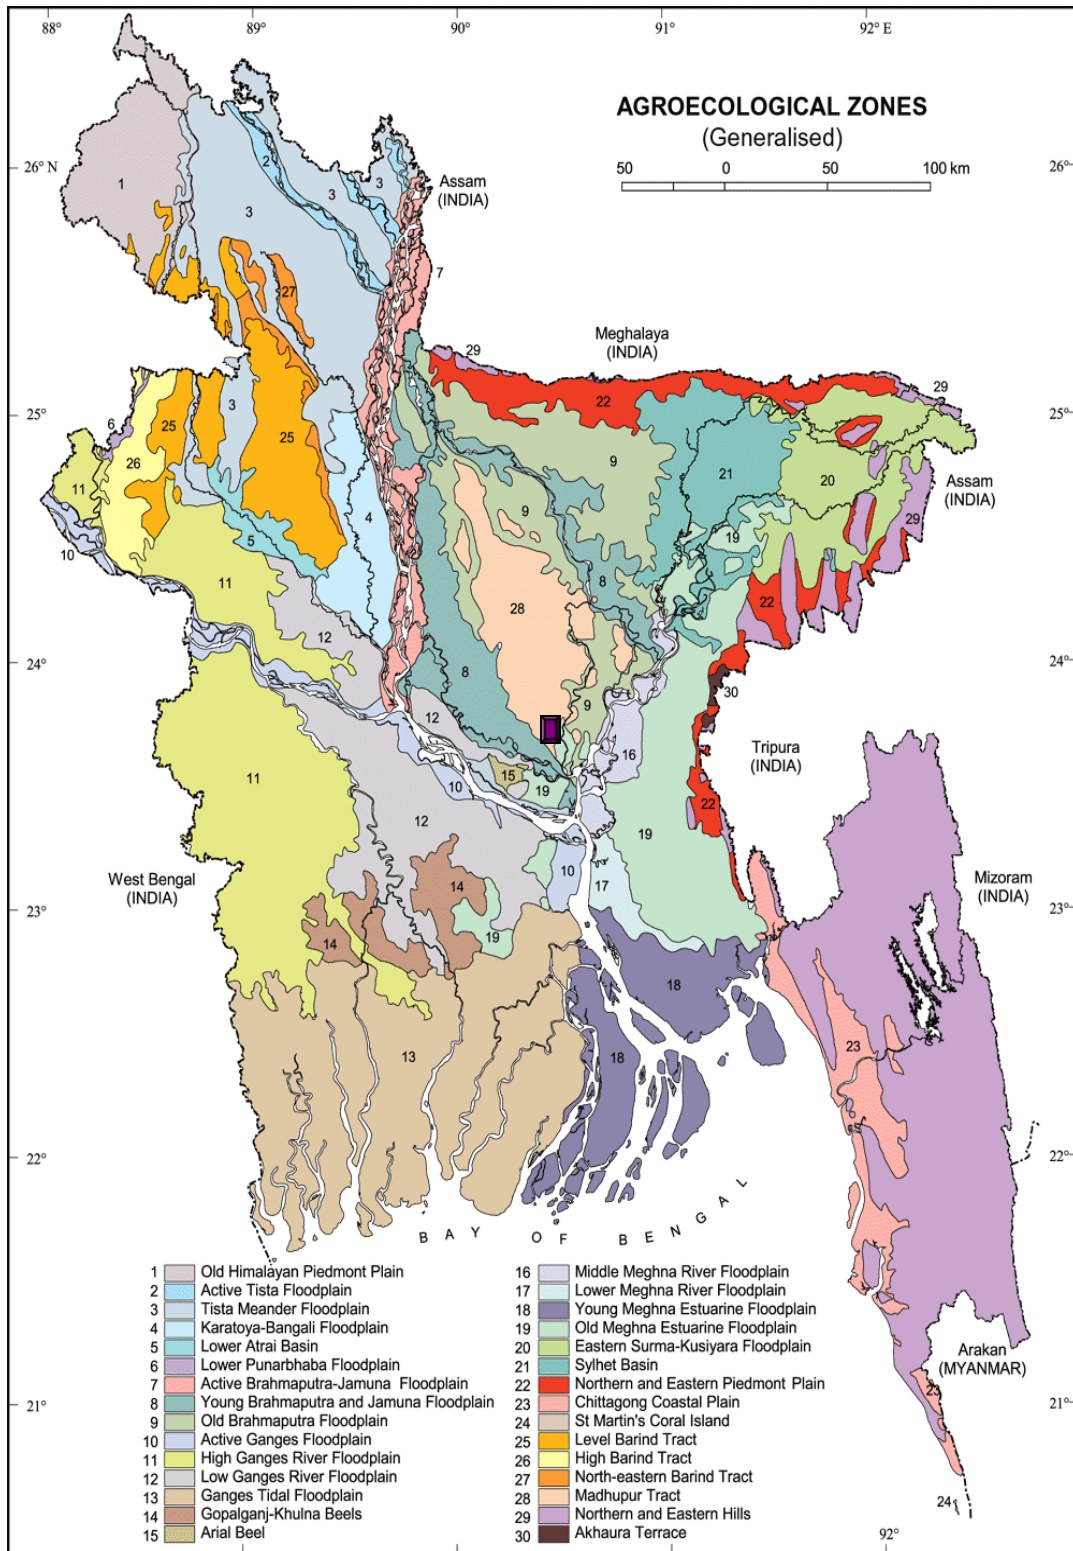 88°
89°
90°
91°
92° E
AGROECOLOGICAL ZONES
(Generalised)
50 0 50 100 km
26° N
26°
2
3
1
3
3
Assam
(INDIA)
7
27
Meghalaya
(INDIA)
29
29
22
25°
25°
3
6
25
25
26
9
21
20
Assam
(INDIA)
11
4
9
19
29
10
5
8
11
28
22
12
24°
24°
8
30
12
9
16
Tripura
(INDIA)
11
15
10
19
22
12
19
10
17
West Bengal
(INDIA)
14
Mizoram
(INDIA)
23°
23°
14
19
18
13
18
23
22°
22°
BAY OF BENGAL
1 Old Himalayan Piedmont Plain
2 Active Tista Floodplain
3 Tista Meander Floodplain
4 Karatoya-Bangali Floodplain
5 Lower Atrai Basin
6 Lower Punarbhaba Floodplain
7 Active Brahmaputra-Jamuna Floodplain
8 Young Brahmaputra and Jamuna Floodplain
9 Old Brahmaputra Floodplain
10 Active Ganges Floodplain
11 High Ganges River Floodplain
12 Low Ganges River Floodplain
13 Ganges Tidal Floodplain
14 Gopalganj-Khulna Beels
15 Arial Beel
16 Middle Meghna River Floodplain
17 Lower Meghna River Floodplain
18 Young Meghna Estuarine Floodplain
19 Old Meghna Estuarine Floodplain
20 Eastern Surma-Kusiyara Floodplain
21 Sylhet Basin
22 Northern and Eastern Piedmont Plain
23 Chittagong Coastal Plain
24 St Martin's Coral Island
25 Level Barind Tract
26 High Barind Tract
27 North-eastern Barind Tract
28 Madhupur Tract
29 Northern and Eastern Hills
30 Akhaura Terrace
Arakan
(MYANMAR)
23
21°
21°
24
92°